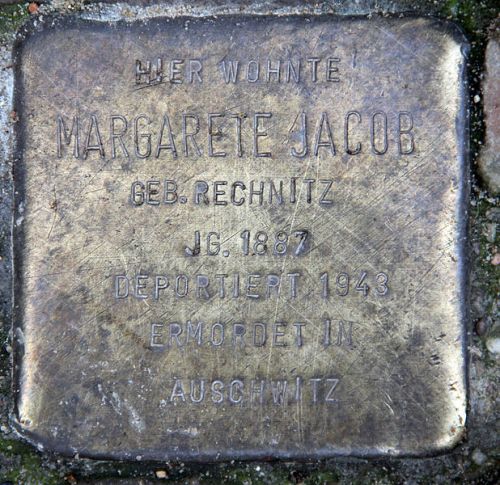 HIER WOHNTE
MARGARETE JACOB
GEB. RECHNITZ
JG. 1887
DEPORTIERT 1943
ERMORDET IN
AUSCHWITZ